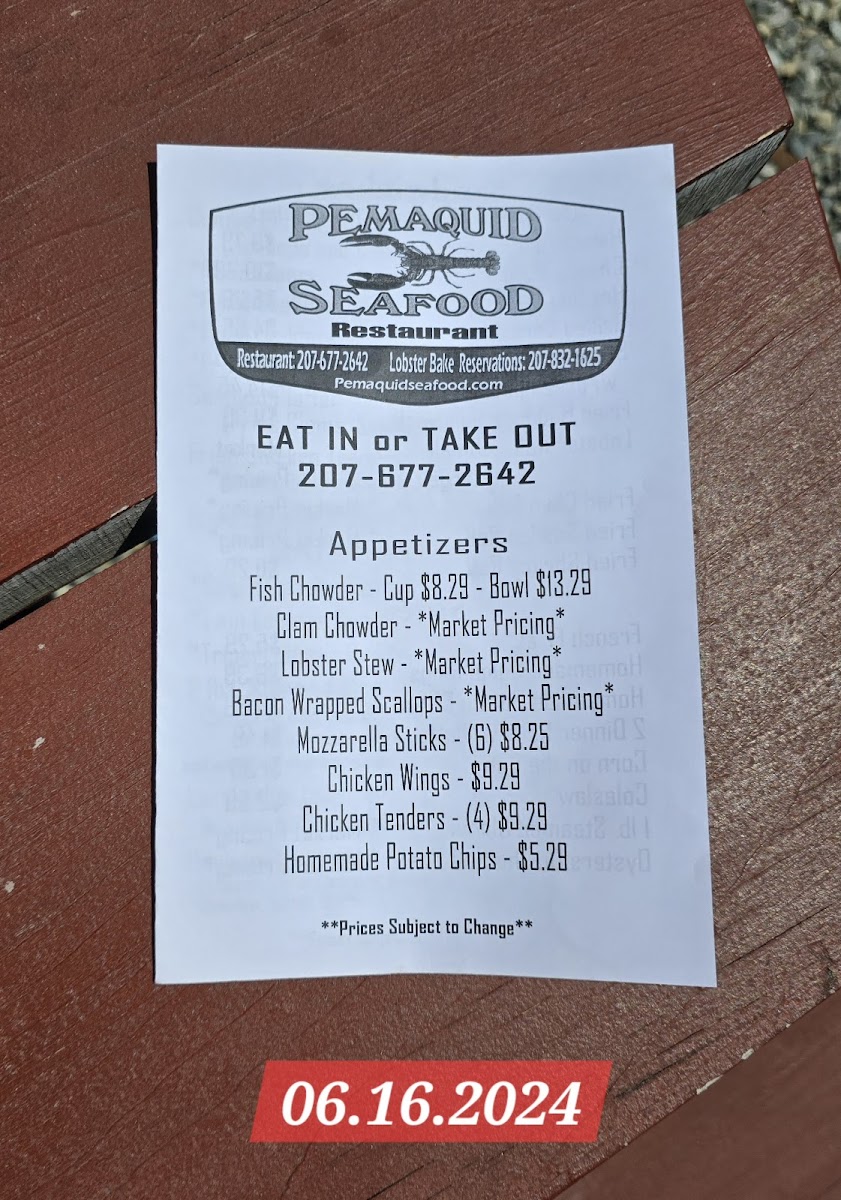 PEMAQUID
SEAFOOD
Restaurant
Restaurant: 207-677-2642 Lobster Bake Reservations: 207-832-1625
Pemaquidseafood.com
EAT IN or TAKE OUT
207-677-2642
Appetizers
Fish Chowder - Cup $8.29 - Bowl $13.29
Clam Chowder - *Market Pricing*
Lobster Stew - *Market Pricing*
Bacon Wrapped Scallops - *Market Pricing*
Mozzarella Sticks - (6) $8.25
Chicken Wings - $9.29
Chicken Tenders - (4) $9.29
Homemade Potato Chips - $5.29
**Prices Subject to Change**
06.16.2024